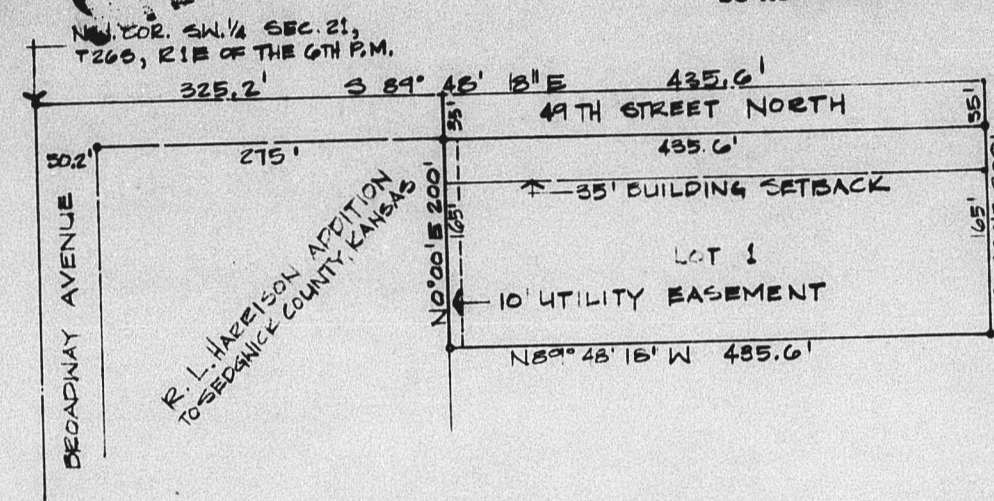 N.W. COR. SW. 1/4 SEC. 21,
T26S, R1E OF THE 6TH P.M.
325.2' S 89° 48' 18" E 435.6'
35' 49TH STREET NORTH 35'
50.2' 275' 435.6'
35' BUILDING SETBACK
BROADWAY AVENUE
R. L. HARRISON ADDITION
TO SEDGWICK COUNTY, KANSAS
N0°00'E 200'
165'
165'
LOT 1
10' UTILITY EASEMENT
N89° 48' 18' W 435.6'